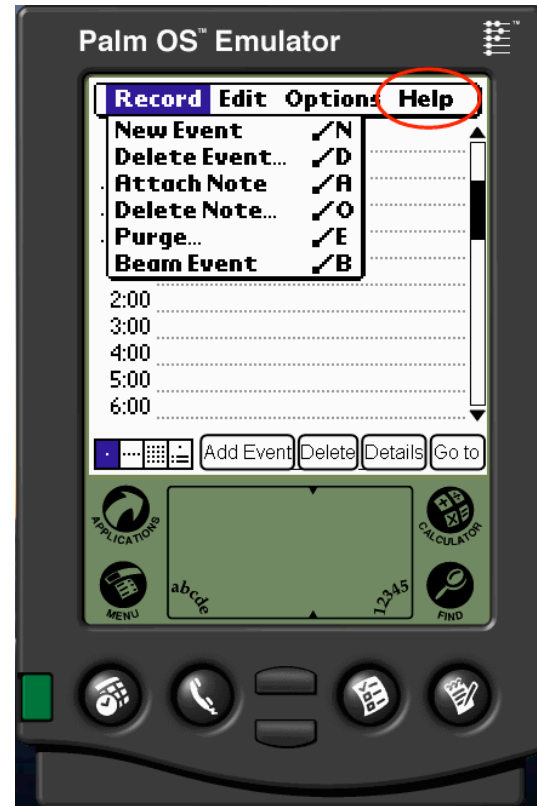 Palm OS™ Emulator
™
Record Edit Options Help
New Event N
Delete Event... D
Attach Note A
Delete Note... O
Purge... E
Beam Event B
2:00
3:00
4:00
5:00
6:00
Add Event Delete Details Go to
APPLICATIONS
CALCULATOR
MENU
abcde
12345
FIND